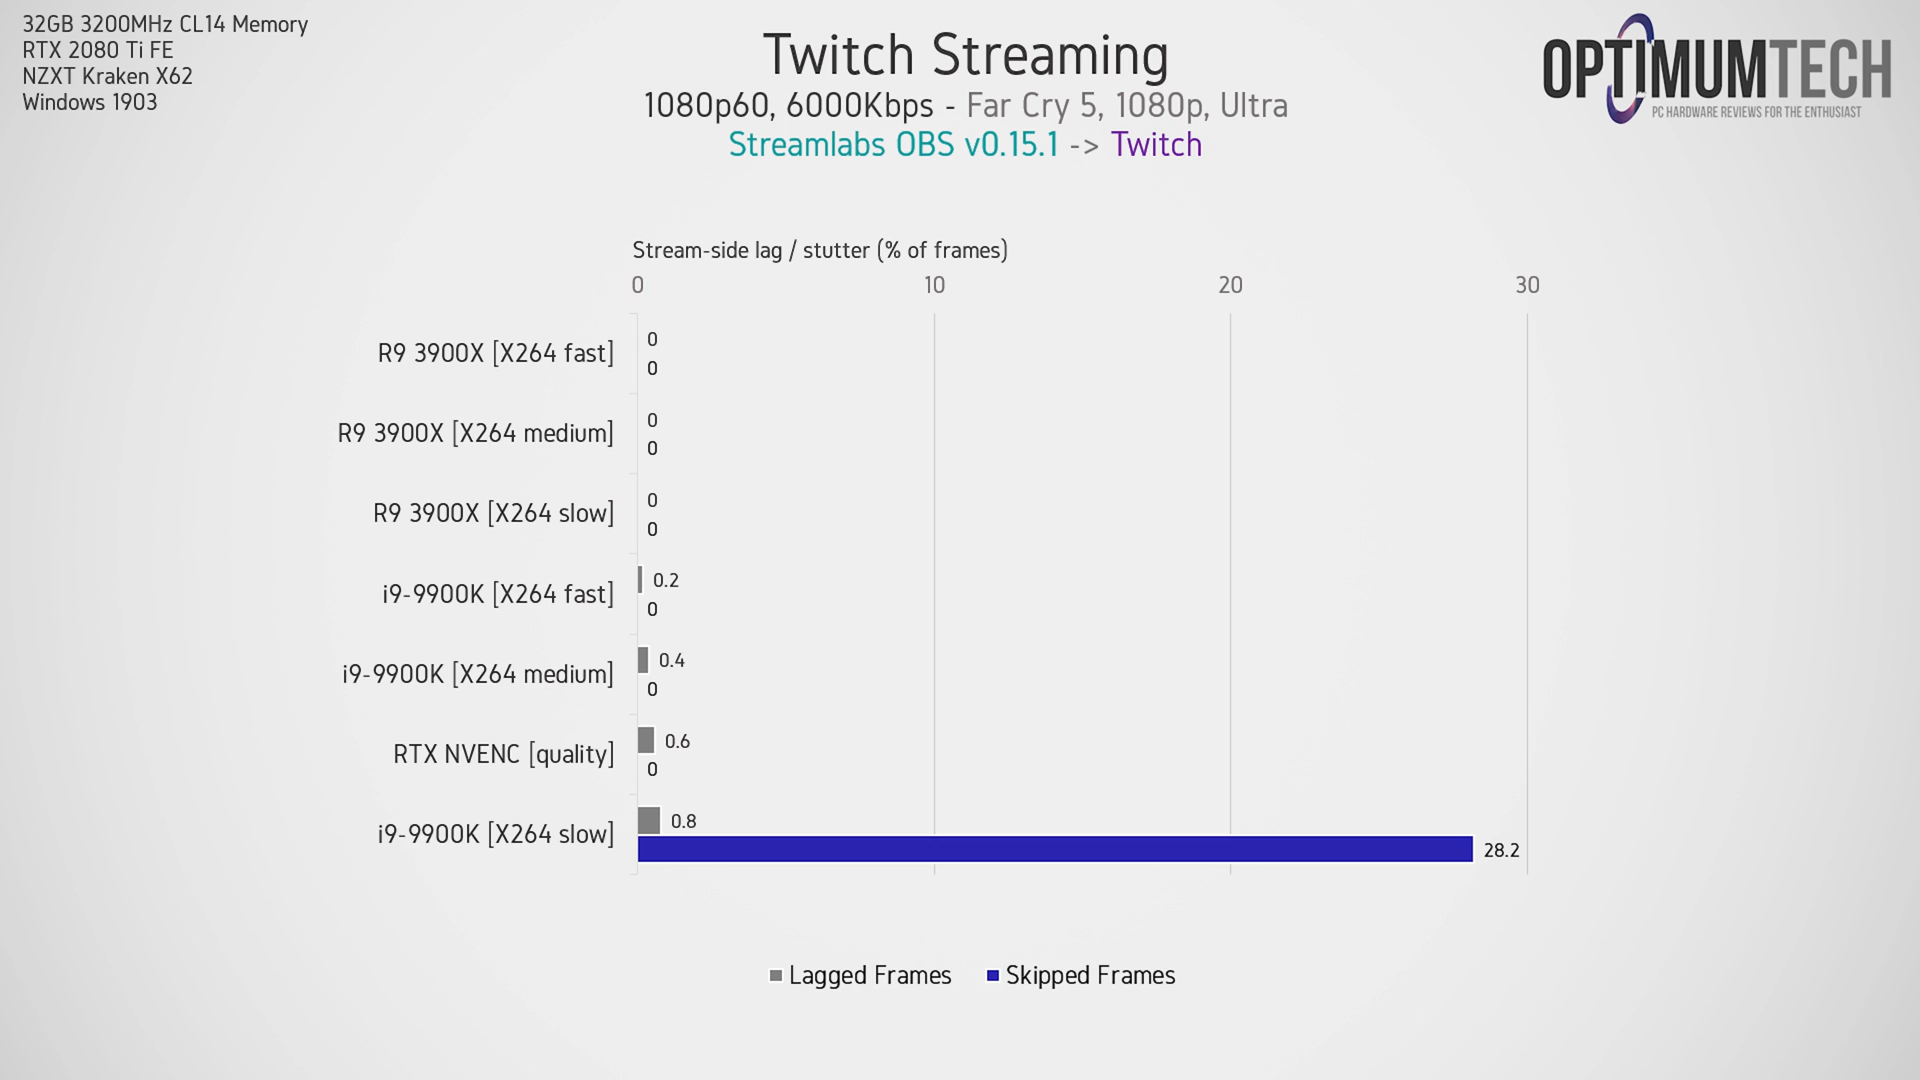 32GB 3200MHz CL14 Memory
RTX 2080 Ti FE
NZXT Kraken X62
Windows 1903
Twitch Streaming
1080p60, 6000Kbps - Far Cry 5, 1080p, Ultra
Streamlabs OBS v0.15.1 -> Twitch
OPTIMUMTECH
PC HARDWARE REVIEWS FOR THE ENTHUSIAST
Stream-side lag / stutter (% of frames)
0 10 20 30
R9 3900X [X264 fast]
0
0
R9 3900X [X264 medium]
0
0
R9 3900X [X264 slow]
0
0
i9-9900K [X264 fast]
0.2
0
i9-9900K [X264 medium]
0.4
0
RTX NVENC [quality]
0.6
0
i9-9900K [X264 slow]
0.8
28.2
Lagged Frames Skipped Frames